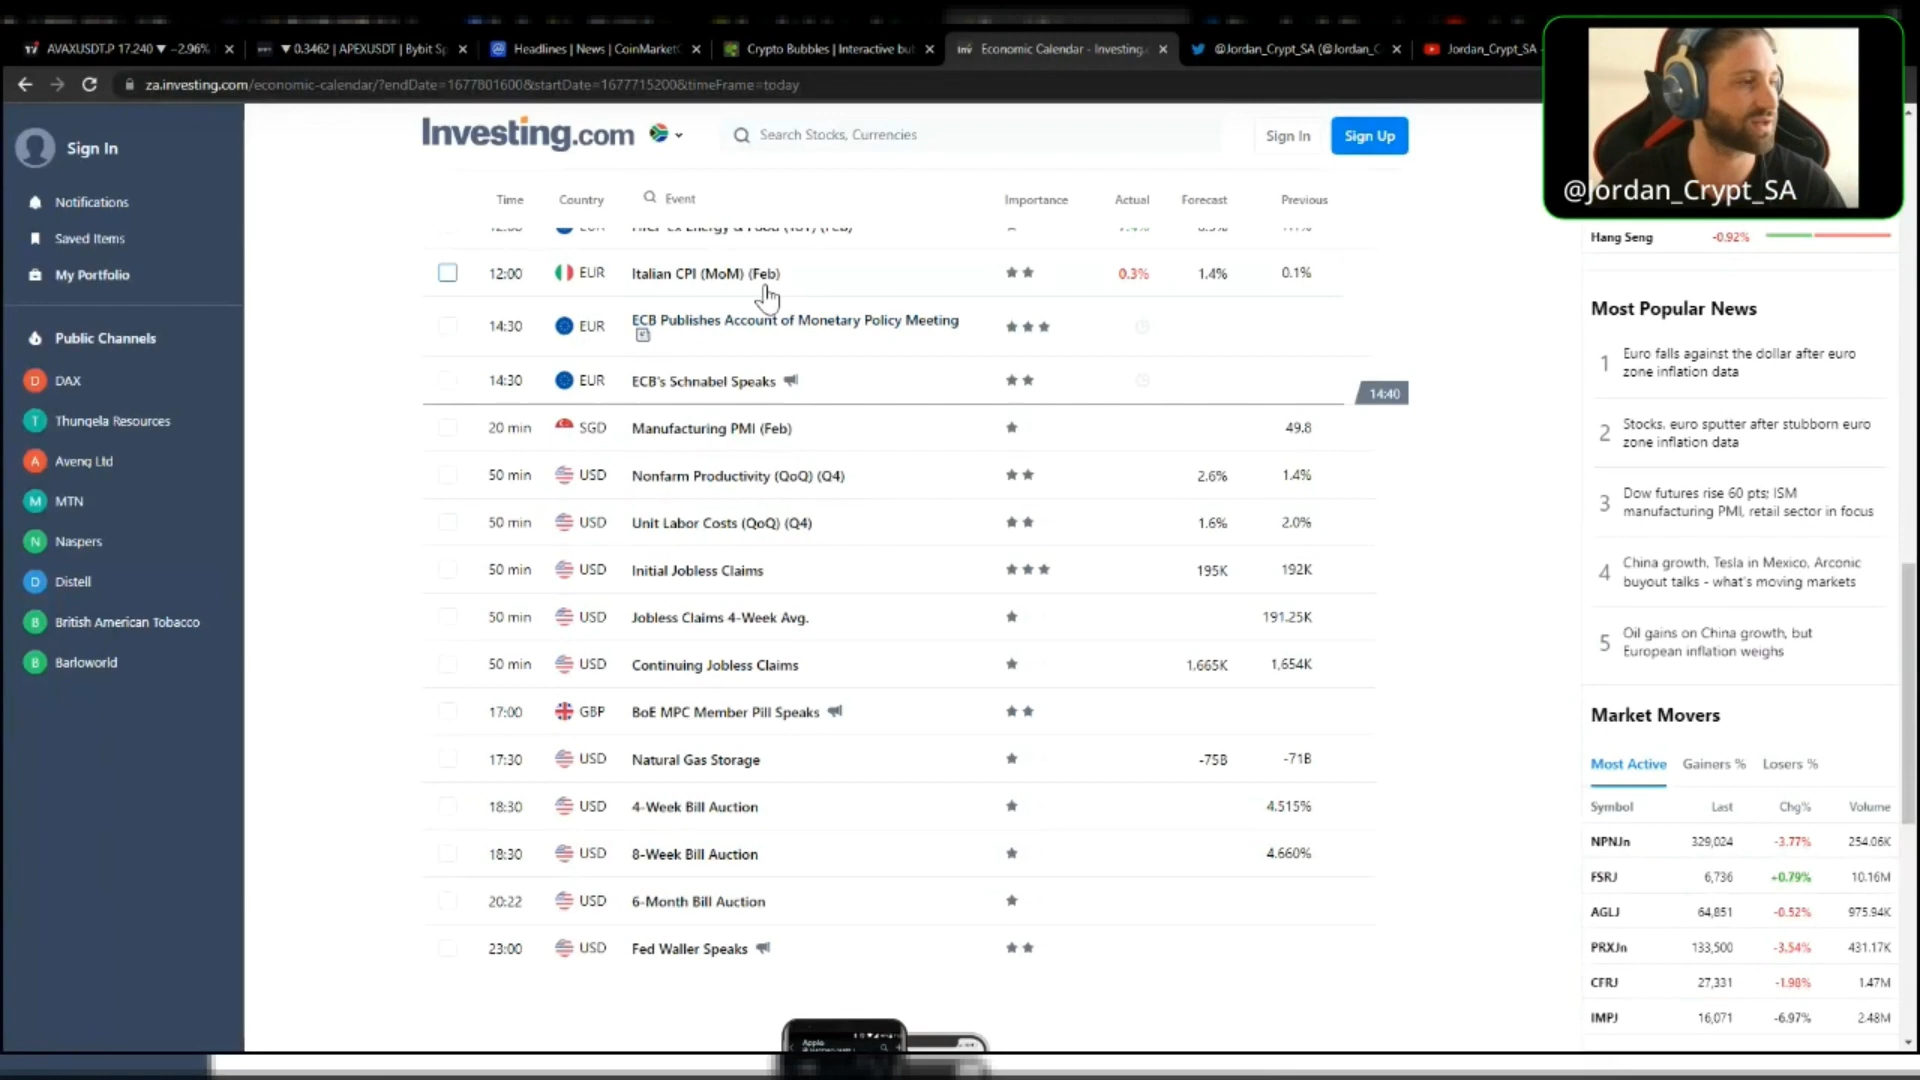 AVAXUSDT.P 17.240 ▼ −2.96%
▼ 0.3462 | APEXUSDT | Bybit Sp
Headlines | News | CoinMarketC
Crypto Bubbles | Interactive bu
Economic Calendar - Investing.
@Jordan_Crypt_SA (@Jordan_C
Jordan_Crypt_SA
za.investing.com/economic-calendar/?endDate=1677801600&startDate=1677715200&timeFrame=today
@Jordan_Crypt_SA
Sign In
Notifications
Saved Items
My Portfolio
Public Channels
D DAX
T Thungela Resources
A Aveng Ltd
M MTN
N Naspers
D Distell
B British American Tobacco
B Barloworld
Investing.com
Search Stocks, Currencies
Sign In
Sign Up
Time Country Event Importance Actual Forecast Previous
12:00 EUR Italian CPI (MoM) (Feb) 0.3% 1.4% 0.1%
14:30 EUR ECB Publishes Account of Monetary Policy Meeting
14:30 EUR ECB's Schnabel Speaks
14:40
20 min SGD Manufacturing PMI (Feb) 49.8
50 min USD Nonfarm Productivity (QoQ) (Q4) 2.6% 1.4%
50 min USD Unit Labor Costs (QoQ) (Q4) 1.6% 2.0%
50 min USD Initial Jobless Claims 195K 192K
50 min USD Jobless Claims 4-Week Avg. 191.25K
50 min USD Continuing Jobless Claims 1,665K 1,654K
17:00 GBP BoE MPC Member Pill Speaks
17:30 USD Natural Gas Storage -75B -71B
18:30 USD 4-Week Bill Auction 4.515%
18:30 USD 8-Week Bill Auction 4.660%
20:22 USD 6-Month Bill Auction
23:00 USD Fed Waller Speaks
Hang Seng -0.92%
Most Popular News
1 Euro falls against the dollar after euro
zone inflation data
2 Stocks, euro sputter after stubborn euro
zone inflation data
3 Dow futures rise 60 pts; ISM
manufacturing PMI, retail sector in focus
4 China growth, Tesla in Mexico, Arconic
buyout talks - what's moving markets
5 Oil gains on China growth, but
European inflation weighs
Market Movers
Most Active Gainers % Losers %
Symbol Last Chg% Volume
NPNJn 329,024 -3.77% 254.06K
FSRJ 6,736 +0.79% 10.16M
AGLJ 64,851 -0.52% 975.94K
PRXJn 133,500 -3.54% 431.17K
CFRJ 27,331 -1.98% 1.47M
IMPJ 16,071 -6.97% 2.48M
Apple